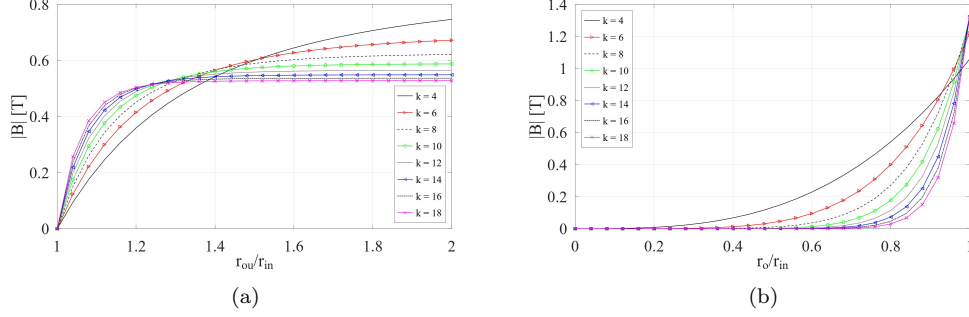 0.8
0.6
0.4
0.2
0
|B| [T]
k = 4
k = 6
k = 8
k = 10
k = 12
k = 14
k = 16
k = 18
1
1.2
1.4
1.6
1.8
2
r_ou/r_in
(a)
1.4
1.2
1
0.8
0.6
0.4
0.2
0
|B| [T]
k = 4
k = 6
k = 8
k = 10
k = 12
k = 14
k = 16
k = 18
0
0.2
0.4
0.6
0.8
1
r_o/r_in
(b)